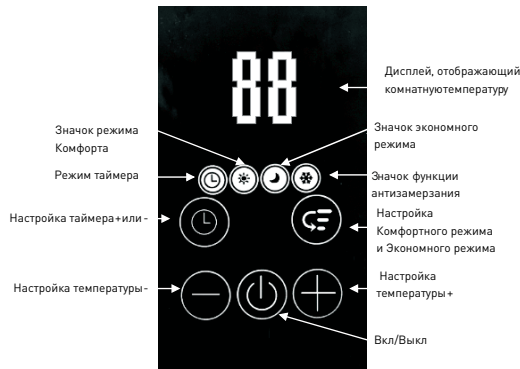 88
Дисплей, отображающий
комнатнуютемпературу
Значок режима
Комфорта
Значок экономного
режима
Режим таймера
Значок функции
антизамерзания
Настройка таймера+или-
Настройка
Комфортного режима
и Экономного режима
Настройка температуры-
Настройка
температуры+
Вкл/Выкл